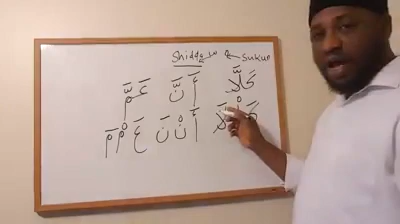 Shidda ّ ْ ← Sukun
كَلَّا أَنَّ عَمَّ
أَنْ نَ عَ مْ مَ